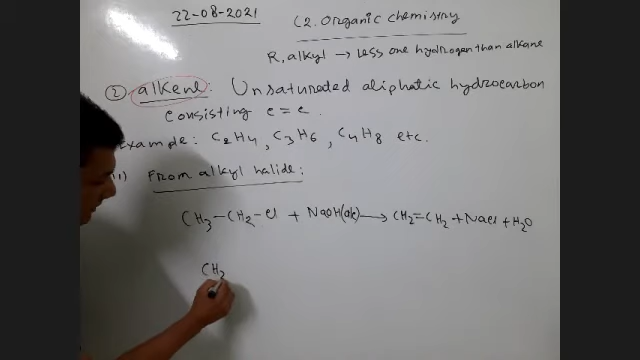 22-08-2021
C2. Organic chemistry
R, alkyl → Less one hydrogen than alkane
② alkene: Unsaturated aliphatic hydrocarbon
consisting c=c.
Example: C2H4, C3H6, C4H8 etc.
From alkyl halide:
CH3-CH2-Cl + NaOH(alc) → CH2=CH2 + NaCl + H2O
CH3